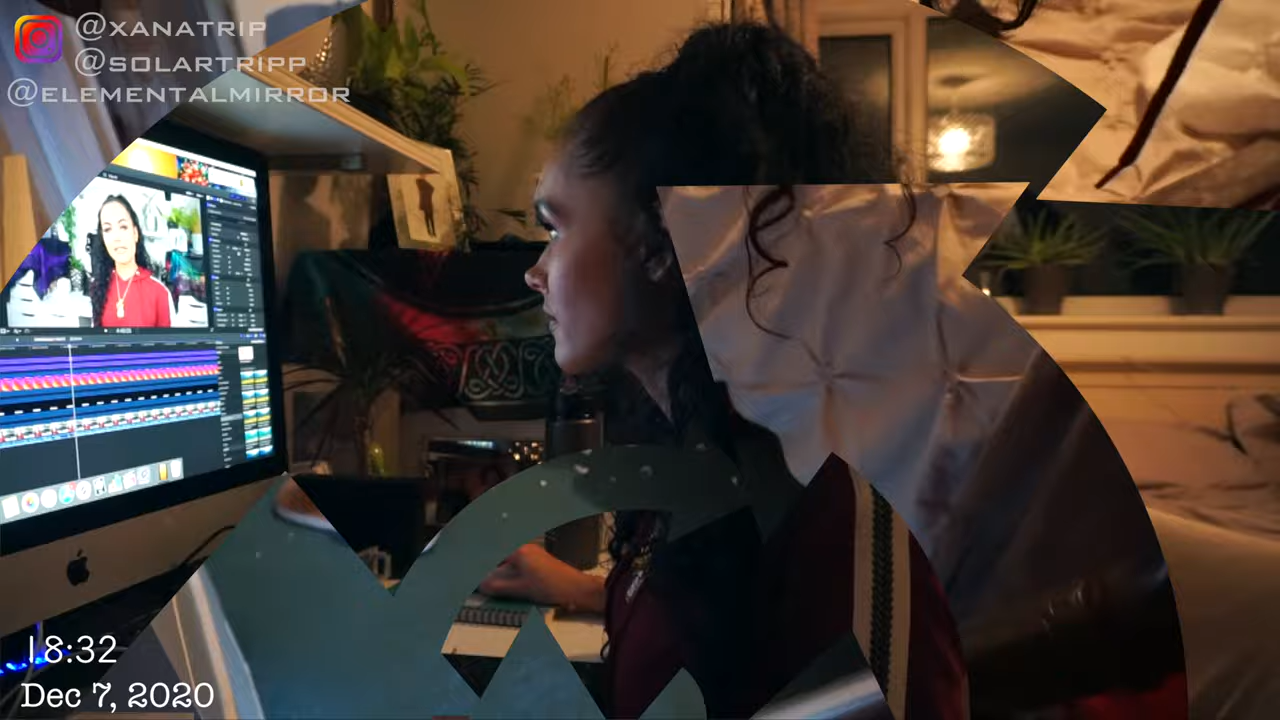 @XANATRIP
@SOLARTRIPP
@ELEMENTALMIRROR
18:32
Dec 7, 2020